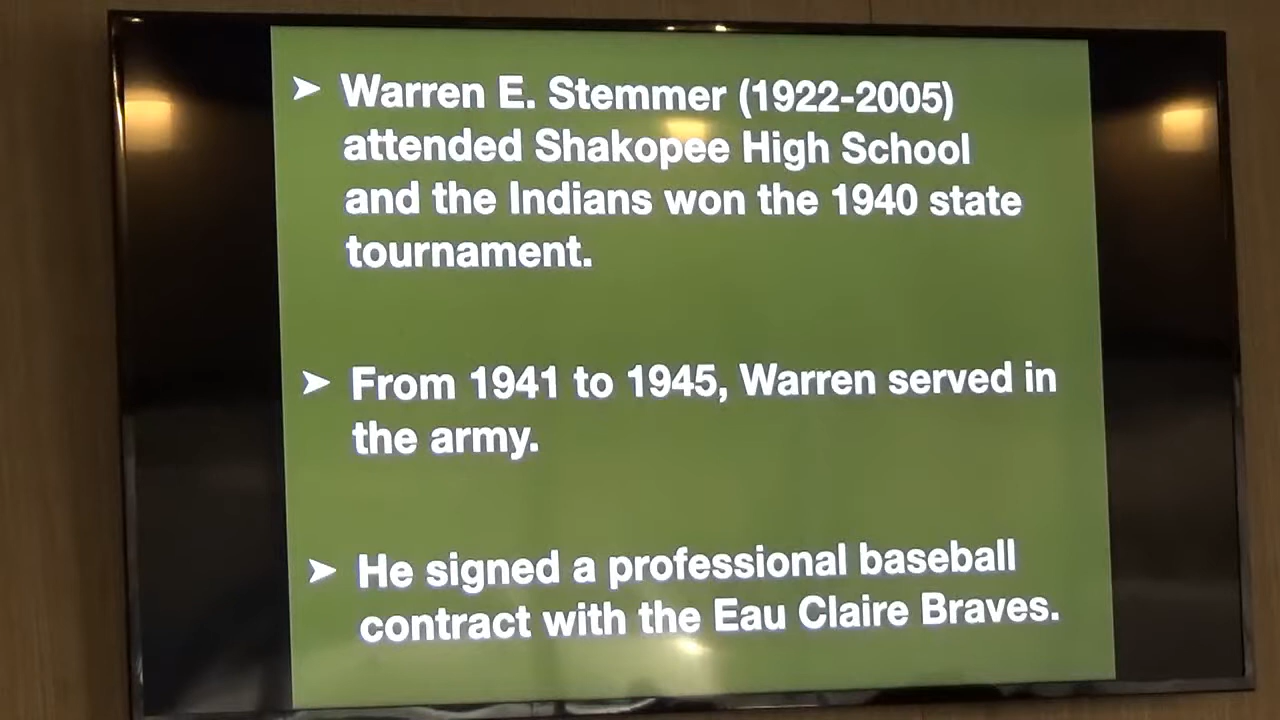 ➤ Warren E. Stemmer (1922-2005)
attended Shakopee High School
and the Indians won the 1940 state
tournament.
➤ From 1941 to 1945, Warren served in
the army.
➤ He signed a professional baseball
contract with the Eau Claire Braves.